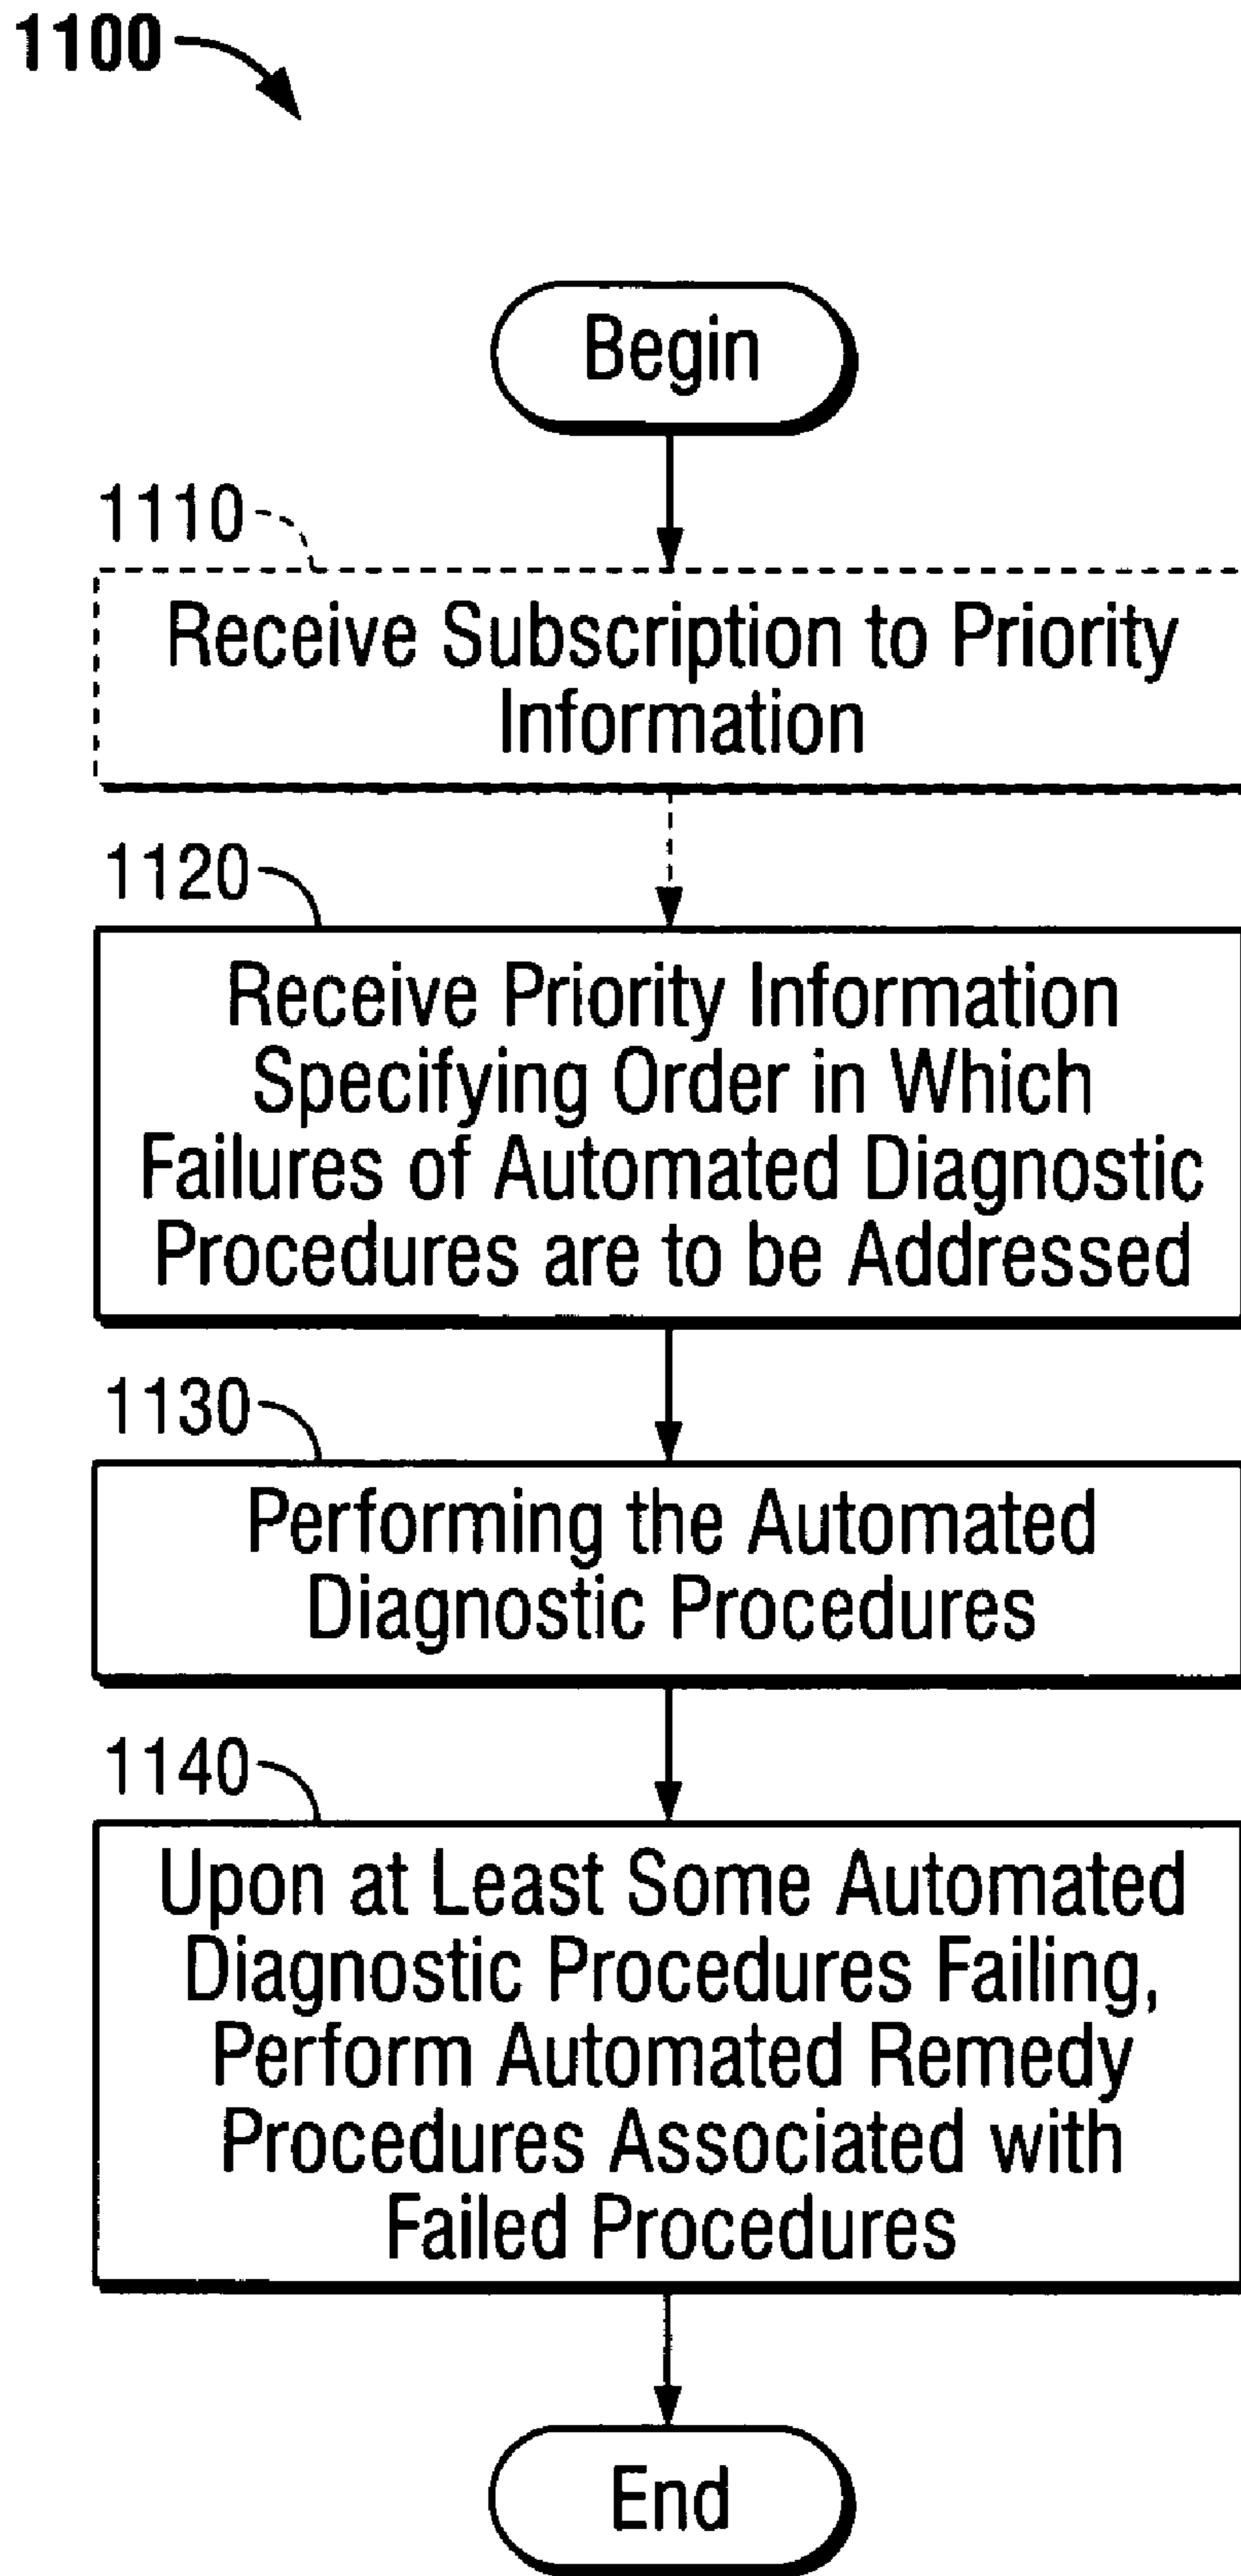 1100
Begin
1110
Receive Subscription to Priority
Information
1120
Receive Priority Information
Specifying Order in Which
Failures of Automated Diagnostic
Procedures are to be Addressed
1130
Performing the Automated
Diagnostic Procedures
1140
Upon at Least Some Automated
Diagnostic Procedures Failing,
Perform Automated Remedy
Procedures Associated with
Failed Procedures
End